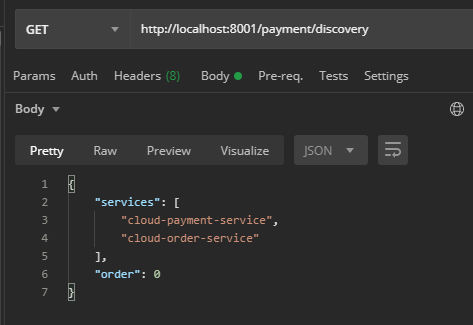 GET http://localhost:8001/payment/discovery
Params Auth Headers (8) Body Pre-req. Tests Settings
Body
Pretty Raw Preview Visualize JSON
1 {
2 "services": [
3 "cloud-payment-service",
4 "cloud-order-service"
5 ],
6 "order": 0
7 }